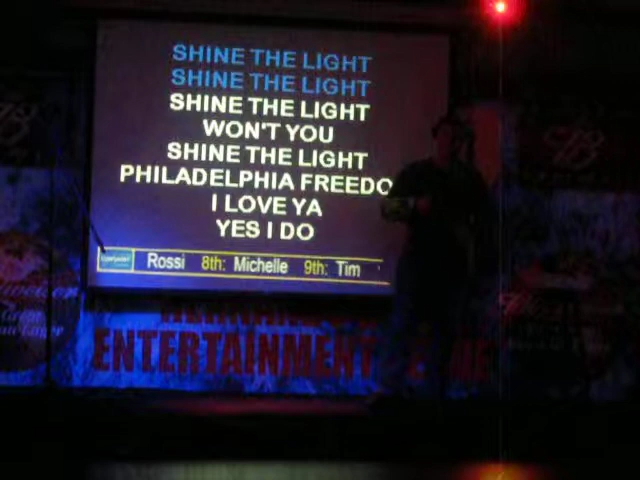 SHINE THE LIGHT
SHINE THE LIGHT
SHINE THE LIGHT
WON'T YOU
SHINE THE LIGHT
PHILADELPHIA FREEDO
I LOVE YA
YES I DO
Rossi 8th: Michelle 9th: Tim
ENTERTAINMENT